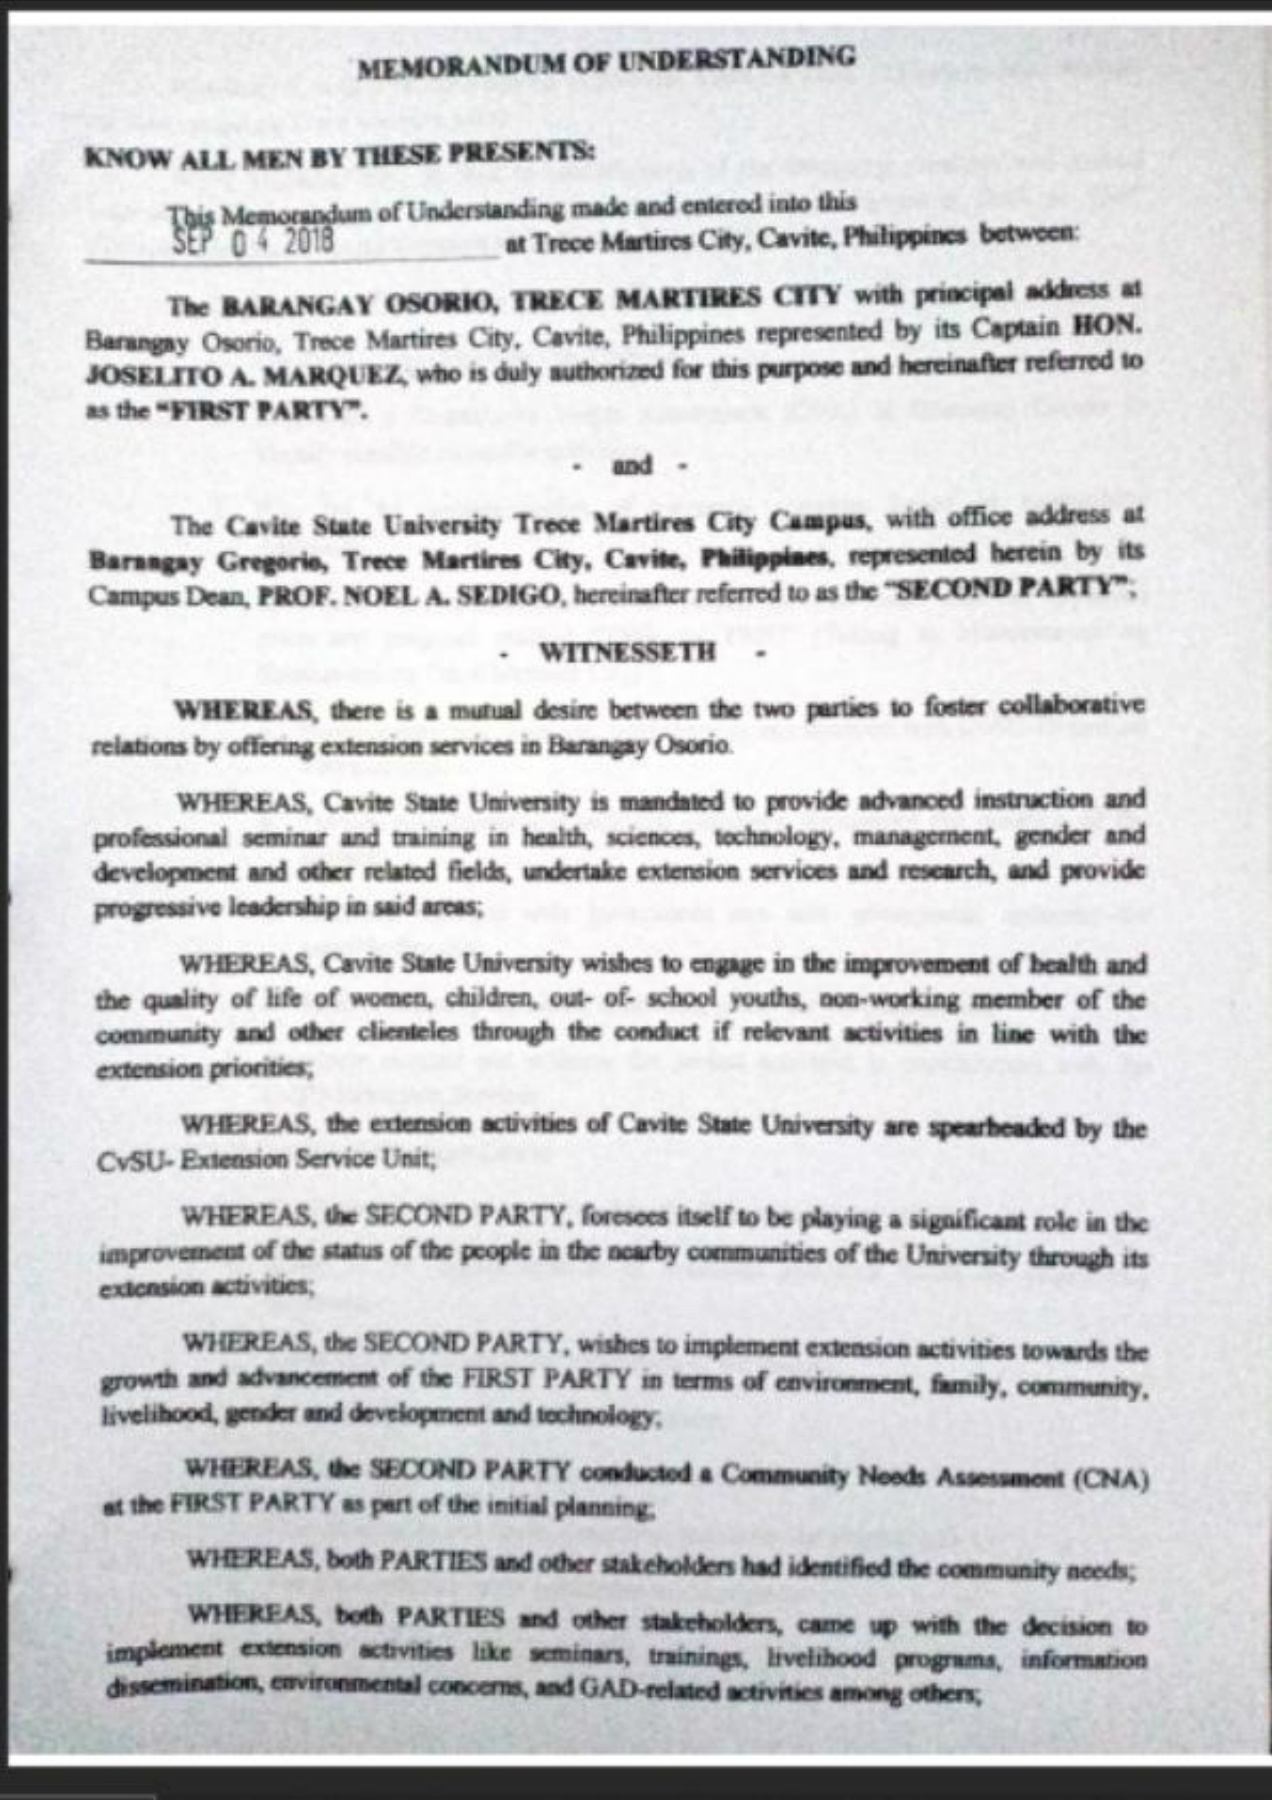 MEMORANDUM OF UNDERSTANDING
KNOW ALL MEN BY THESE PRESENTS:
This Memorandum of Understanding made and entered into this
SEP 04 2018 at Trece Martires City, Cavite, Philippines between:
The BARANGAY OSORIO, TRECE MARTIRES CITY with principal address at
Barangay Osorio, Trece Martires City, Cavite, Philippines represented by its Captain HON.
JOSELITO A. MARQUEZ, who is duly authorized for this purpose and hereinafter referred to
as the "FIRST PARTY".
- and -
The Cavite State University Trece Martires City Campus, with office address at
Barangay Gregorio, Trece Martires City, Cavite, Philippines, represented herein by its
Campus Dean, PROF. NOEL A. SEDIGO, hereinafter referred to as the "SECOND PARTY";
- WITNESSETH -
WHEREAS, there is a mutual desire between the two parties to foster collaborative
relations by offering extension services in Barangay Osorio.
WHEREAS, Cavite State University is mandated to provide advanced instruction and
professional seminar and training in health, sciences, technology, management, gender and
development and other related fields, undertake extension services and research, and provide
progressive leadership in said areas;
WHEREAS, Cavite State University wishes to engage in the improvement of health and
the quality of life of women, children, out- of- school youths, non-working member of the
community and other clienteles through the conduct if relevant activities in line with the
extension priorities;
WHEREAS, the extension activities of Cavite State University are spearheaded by the
CvSU- Extension Service Unit;
WHEREAS, the SECOND PARTY, foresees itself to be playing a significant role in the
improvement of the status of the people in the nearby communities of the University through its
extension activities;
WHEREAS, the SECOND PARTY, wishes to implement extension activities towards the
growth and advancement of the FIRST PARTY in terms of environment, family, community,
livelihood, gender and development and technology;
WHEREAS, the SECOND PARTY conducted a Community Needs Assessment (CNA)
at the FIRST PARTY as part of the initial planning;
WHEREAS, both PARTIES and other stakeholders had identified the community needs;
WHEREAS, both PARTIES and other stakeholders, came up with the decision to
implement extension activities like seminars, trainings, livelihood programs, information
dissemination, environmental concerns, and GAD-related activities among others;